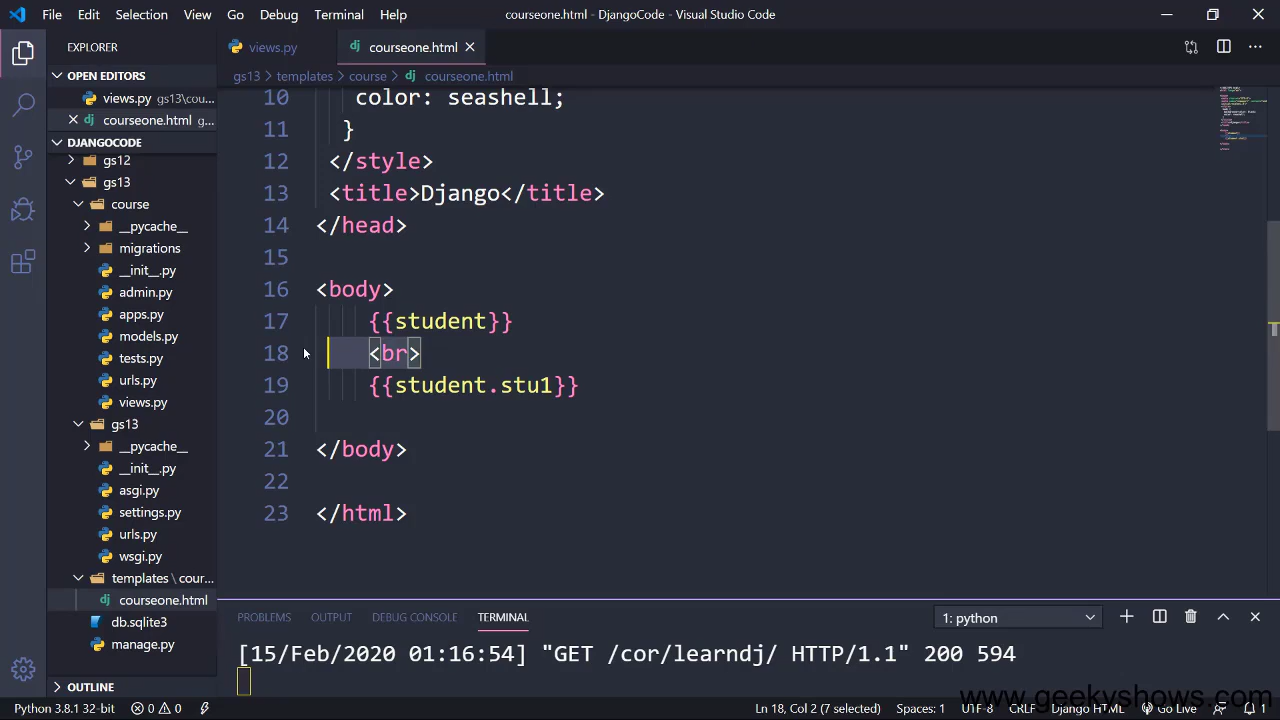 File Edit Selection View Go Debug Terminal Help courseone.html - DjangoCode - Visual Studio Code
EXPLORER
OPEN EDITORS
views.py gs13\cou...
courseone.html g...
DJANGOCODE
gs12
gs13
course
__pycache__
migrations
__init__.py
admin.py
apps.py
models.py
tests.py
urls.py
views.py
gs13
__pycache__
__init__.py
asgi.py
settings.py
urls.py
wsgi.py
templates \ cour...
courseone.html
db.sqlite3
manage.py
OUTLINE
views.py courseone.html
gs13 > templates > course > courseone.html
10 color: seashell;
11 }
12 </style>
13 <title>Django</title>
14 </head>
15
16 <body>
17 {{student}}
18 <br>
19 {{student.stu1}}
20
21 </body>
22
23 </html>
PROBLEMS OUTPUT DEBUG CONSOLE TERMINAL 1: python
[15/Feb/2020 01:16:54] "GET /cor/learndj/ HTTP/1.1" 200 594
www.geekyshows.com
Python 3.8.1 32-bit 0 0 Ln 18, Col 2 (7 selected) Spaces: 1 UTF-8 CRLF Django HTML Go Live 1